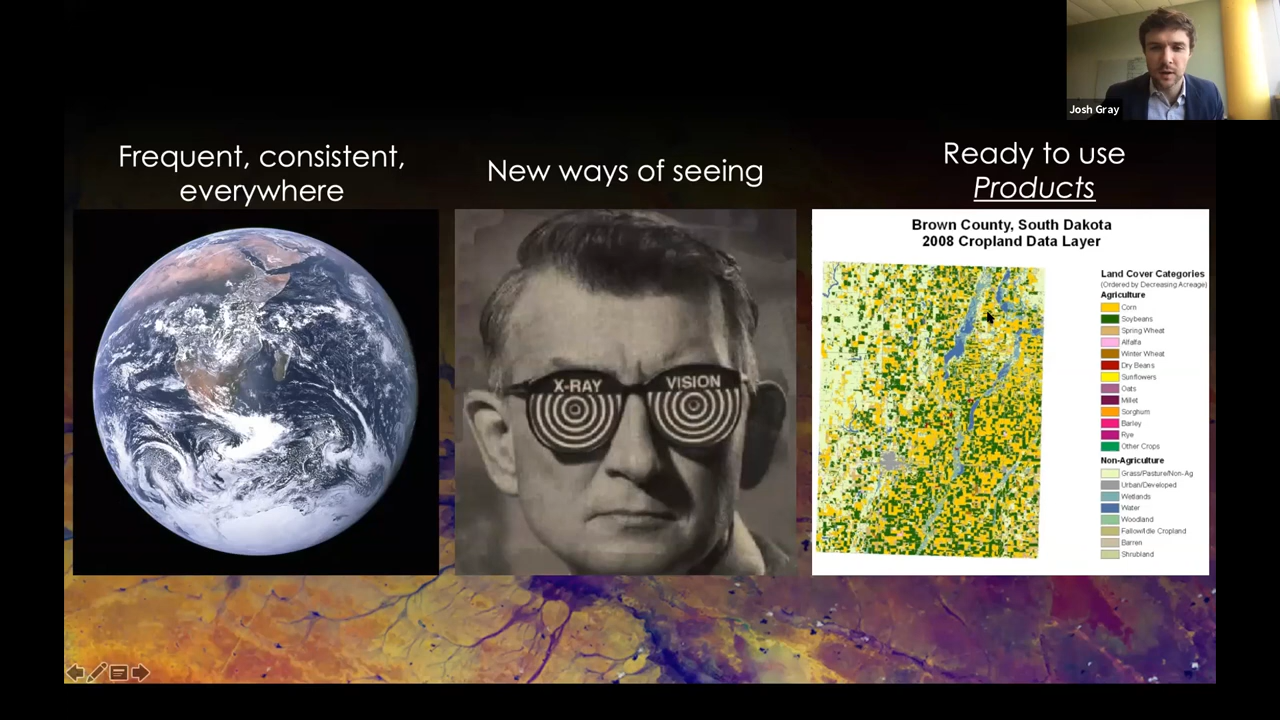 Josh Gray
Frequent, consistent,
everywhere
New ways of seeing
X-RAY
VISION
Ready to use
Products
Brown County, South Dakota
2008 Cropland Data Layer
Land Cover Categories
(Ordered by Decreasing Acreage)
Agriculture
Corn
Soybeans
Spring Wheat
Alfalfa
Winter Wheat
Dry Beans
Sunflowers
Oats
Millet
Sorghum
Barley
Rye
Other Crops
Non-Agriculture
Grass/Pasture/Non-Ag
Urban/Developed
Wetlands
Water
Woodland
Fallow/Idle Cropland
Barren
Shrubland